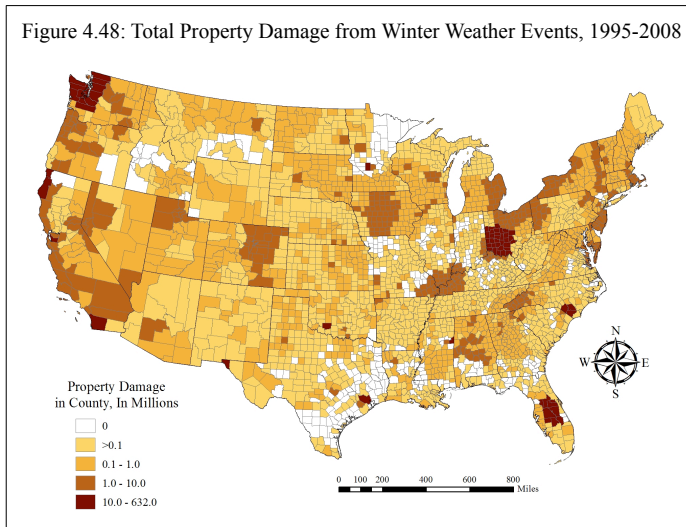 Figure 4.48: Total Property Damage from Winter Weather Events, 1995-2008
N
W E
S
Property Damage
in County, In Millions
0
>0.1
0.1 - 1.0
1.0 - 10.0
10.0 - 632.0
0 100 200 400 600 800
Miles